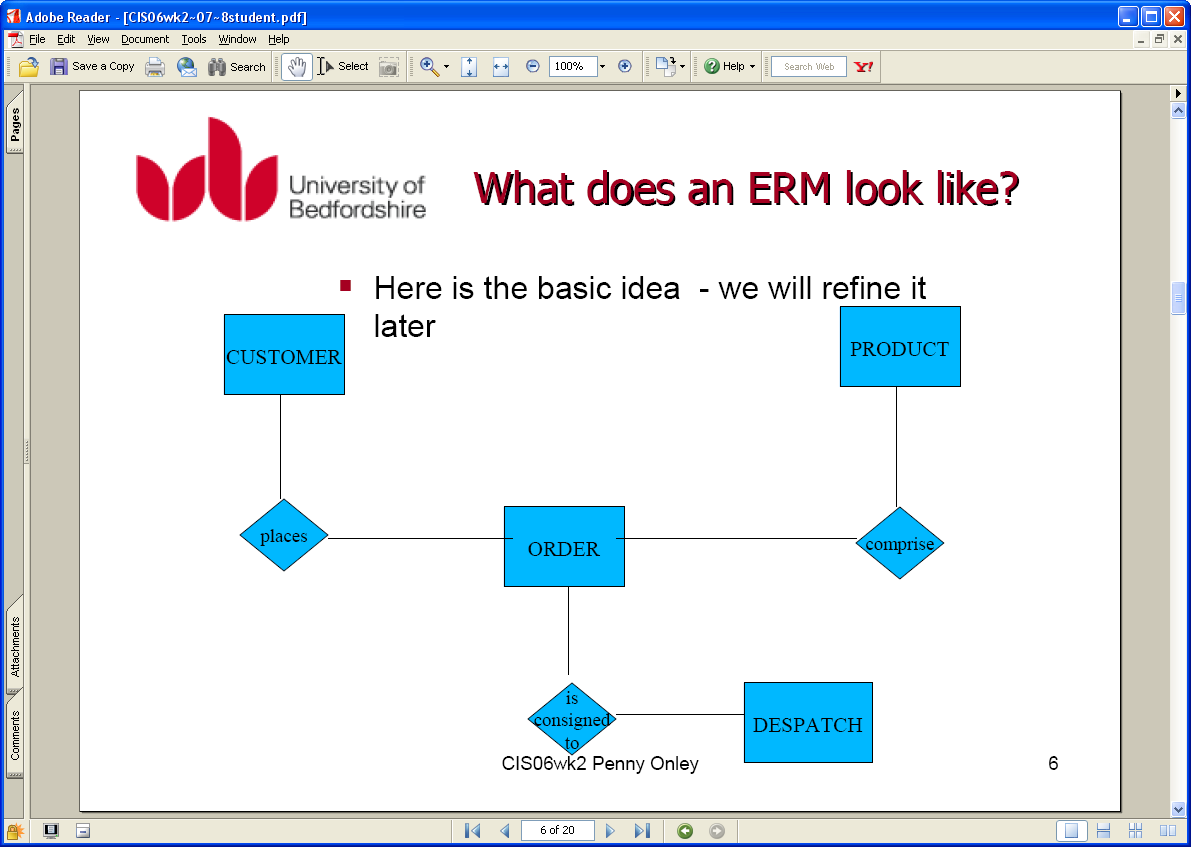 Adobe Reader - [CIS06wk2~07~8student.pdf]
File Edit View Document Tools Window Help
Save a Copy Search Select 100% Help Search Web Y!
Pages
University of
Bedfordshire
What does an ERM look like?
Here is the basic idea - we will refine it
later
CUSTOMER
PRODUCT
places
ORDER
comprise
is
consigned
to
DESPATCH
Attachments
Comments
CIS06wk2 Penny Onley
6
6 of 20